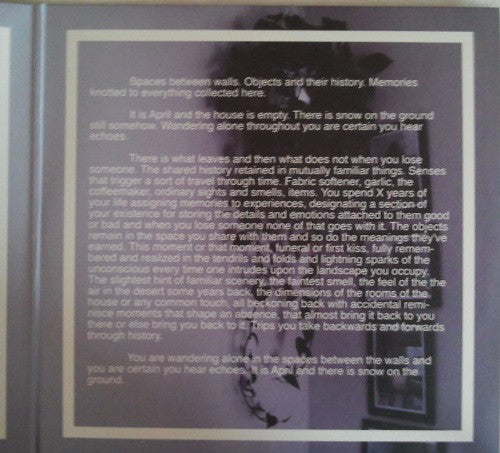 Spaces between walls. Objects and their history. Memories
knotted to everything collected here.
It is April and the house is empty. There is snow on the ground
still somehow. Wandering alone throughout you are certain you hear
echoes.
There is what leaves and then what does not when you lose
someone. The shared history retained in mutually familiar things. Senses
that trigger a sort of travel through time. Fabric softener, garlic, the
coffeemaker, ordinary sights and smells, items. You spend X years of
your life assigning memories to experiences, designating a section of
your existence for storing the details and emotions attached to them good
or bad and when you lose someone none of that goes with it. The objects
remain in the space you share with them and so do the meanings they've
earned. This moment or that moment, funeral or first kiss, fully remem-
bered and realized in the tendrils and folds and lightning sparks of the
unconscious every time one intrudes upon the landscape you occupy.
The slightest hint of familiar scenery, the faintest smell, the feel of the the
air in the desert some years back, the dimensions of the rooms of the
house or any common touch, all beckoning back with accidental remi-
nisce moments that shape an absence, that almost bring it back to you
there or else bring you back to it. Trips you take backwards and forwards
through history.
You are wandering alone in the spaces between the walls and
you are certain you hear echoes. It is April and there is snow on the
ground.